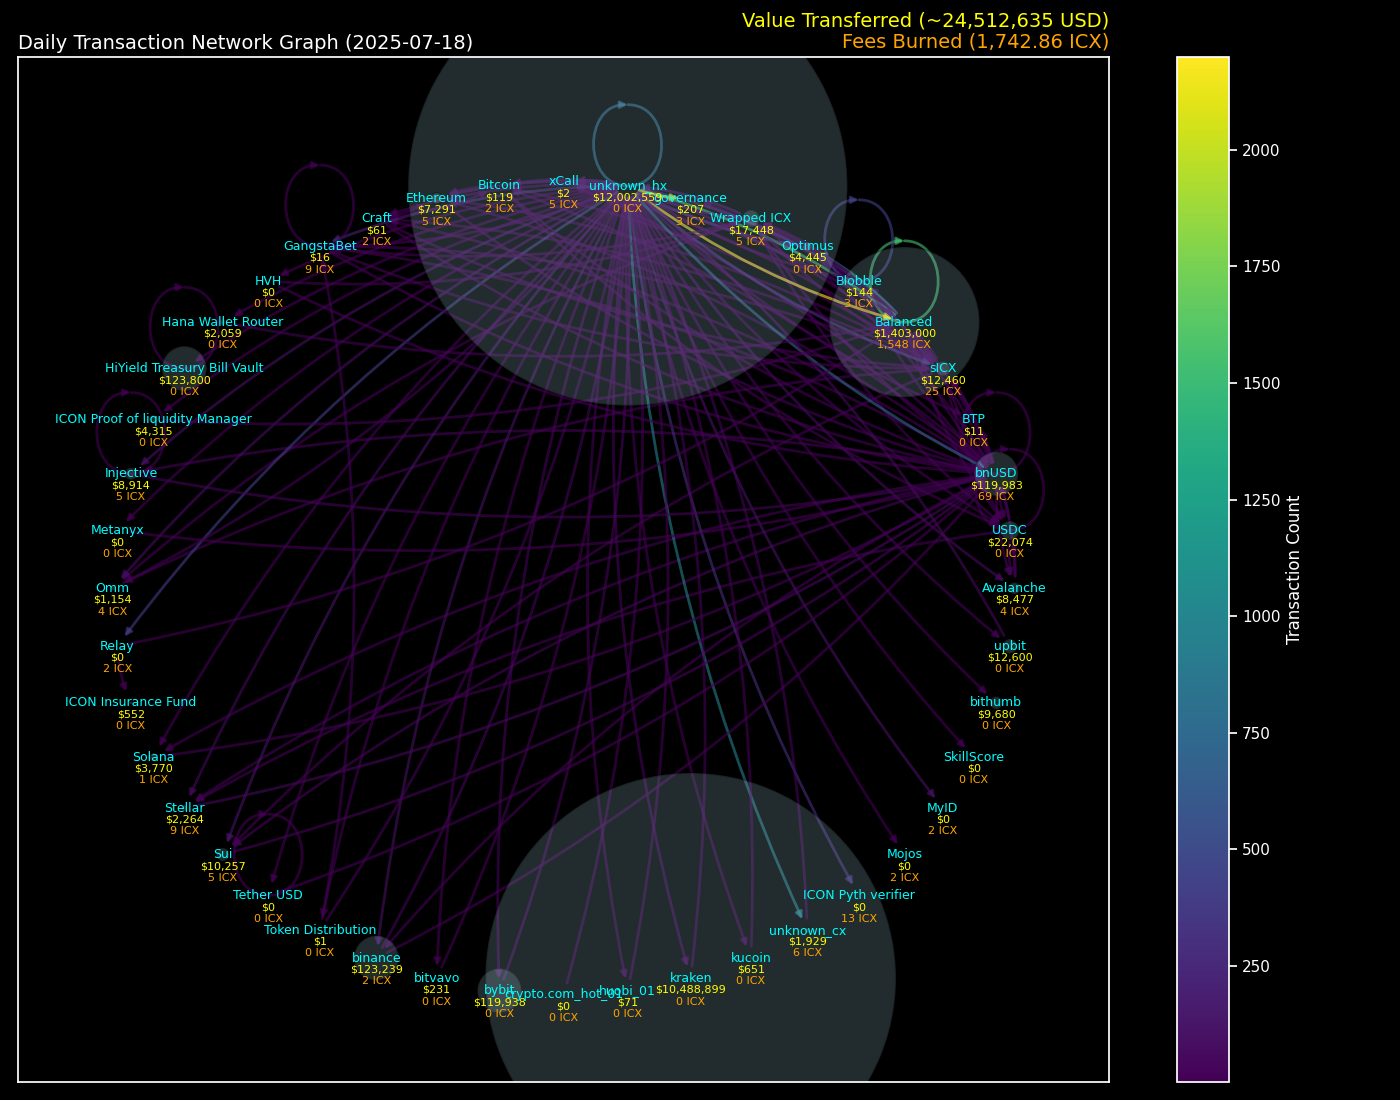 Value Transferred (~24,512,635 USD)
Daily Transaction Network Graph (2025-07-18)
Fees Burned (1,742.86 ICX)
xCall
$2
5 ICX
unknown_hx
$12,002,559
0 ICX
Bitcoin
$119
2 ICX
governance
$207
3 ICX
Ethereum
$7,291
5 ICX
Wrapped ICX
$17,448
5 ICX
Craft
$61
2 ICX
Optimus
$4,445
0 ICX
GangstaBet
$16
9 ICX
Blobble
$144
3 ICX
HVH
$0
0 ICX
Balanced
$1,403,000
1,548 ICX
Hana Wallet Router
$2,059
0 ICX
sICX
$12,460
25 ICX
HiYield Treasury Bill Vault
$123,800
0 ICX
BTP
$11
0 ICX
ICON Proof of liquidity Manager
$4,315
0 ICX
bnUSD
$119,983
69 ICX
Injective
$8,914
5 ICX
USDC
$22,074
0 ICX
Metanyx
$0
0 ICX
Avalanche
$8,477
4 ICX
Omm
$1,154
4 ICX
upbit
$12,600
0 ICX
Relay
$0
2 ICX
bithumb
$9,680
0 ICX
ICON Insurance Fund
$552
0 ICX
SkillScore
$0
0 ICX
Solana
$3,770
1 ICX
MyID
$0
2 ICX
Stellar
$2,264
9 ICX
Mojos
$0
2 ICX
Sui
$10,257
5 ICX
ICON Pyth verifier
$0
13 ICX
Tether USD
$0
0 ICX
unknown_cx
$1,929
6 ICX
Token Distribution
$1
0 ICX
kucoin
$651
0 ICX
binance
$123,239
2 ICX
kraken
$10,488,899
0 ICX
bitvavo
$231
0 ICX
huobi_01
$71
0 ICX
bybit
$119,938
0 ICX
crypto.com_hot_01
$0
0 ICX
2000
1750
1500
1250
1000
750
500
250
Transaction Count